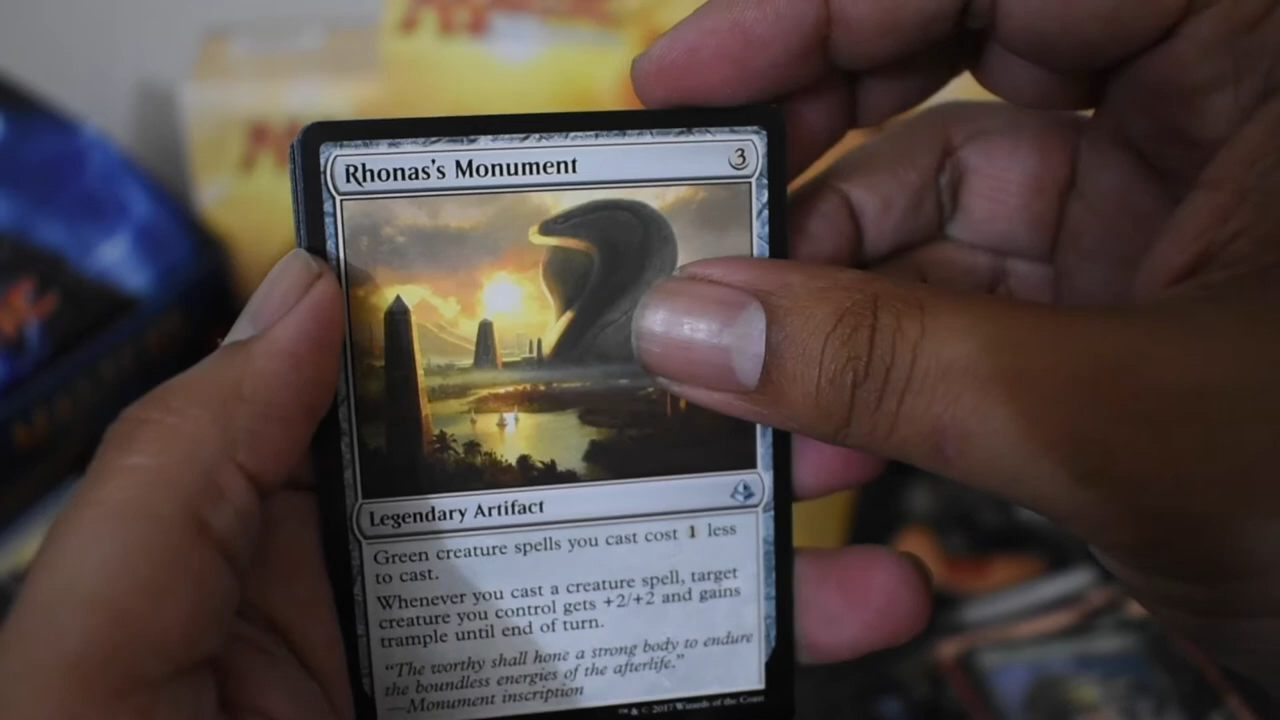 Rhonas's Monument 3
Legendary Artifact
Green creature spells you cast cost 1 less
to cast.
Whenever you cast a creature spell, target
creature you control gets +2/+2 and gains
trample until end of turn.
"The worthy shall hone a strong body to endure
the boundless energies of the afterlife."
—Monument inscription
™ & © 2017 Wizards of the Coast